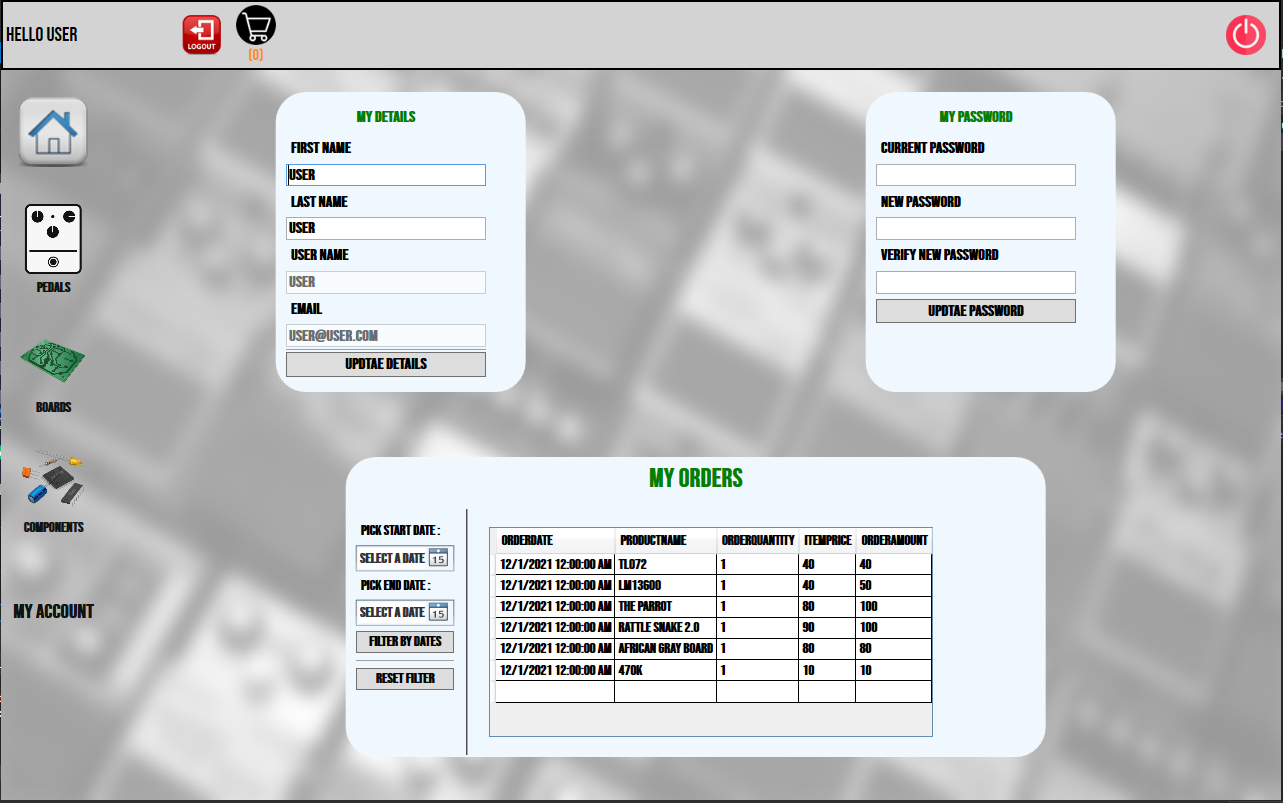 HELLO USER
LOGOUT
(0)
MY DETAILS
FIRST NAME
USER
LAST NAME
USER
USER NAME
USER
EMAIL
USER@USER.COM
UPDTAE DETAILS
MY PASSWORD
CURRENT PASSWORD
NEW PASSWORD
VERIFY NEW PASSWORD
UPDTAE PASSWORD
PEDALS
BOARDS
COMPONENTS
MY ACCOUNT
MY ORDERS
PICK START DATE :
SELECT A DATE 15
PICK END DATE :
SELECT A DATE 15
FILTER BY DATES
RESET FILTER
ORDERDATE PRODUCTNAME ORDERQUANTITY ITEMPRICE ORDERAMOUNT
12/1/2021 12:00:00 AM TL072 1 40 40
12/1/2021 12:00:00 AM LM13600 1 40 50
12/1/2021 12:00:00 AM THE PARROT 1 80 100
12/1/2021 12:00:00 AM RATTLE SNAKE 2.0 1 90 100
12/1/2021 12:00:00 AM AFRICAN GRAY BOARD 1 80 80
12/1/2021 12:00:00 AM 470K 1 10 10